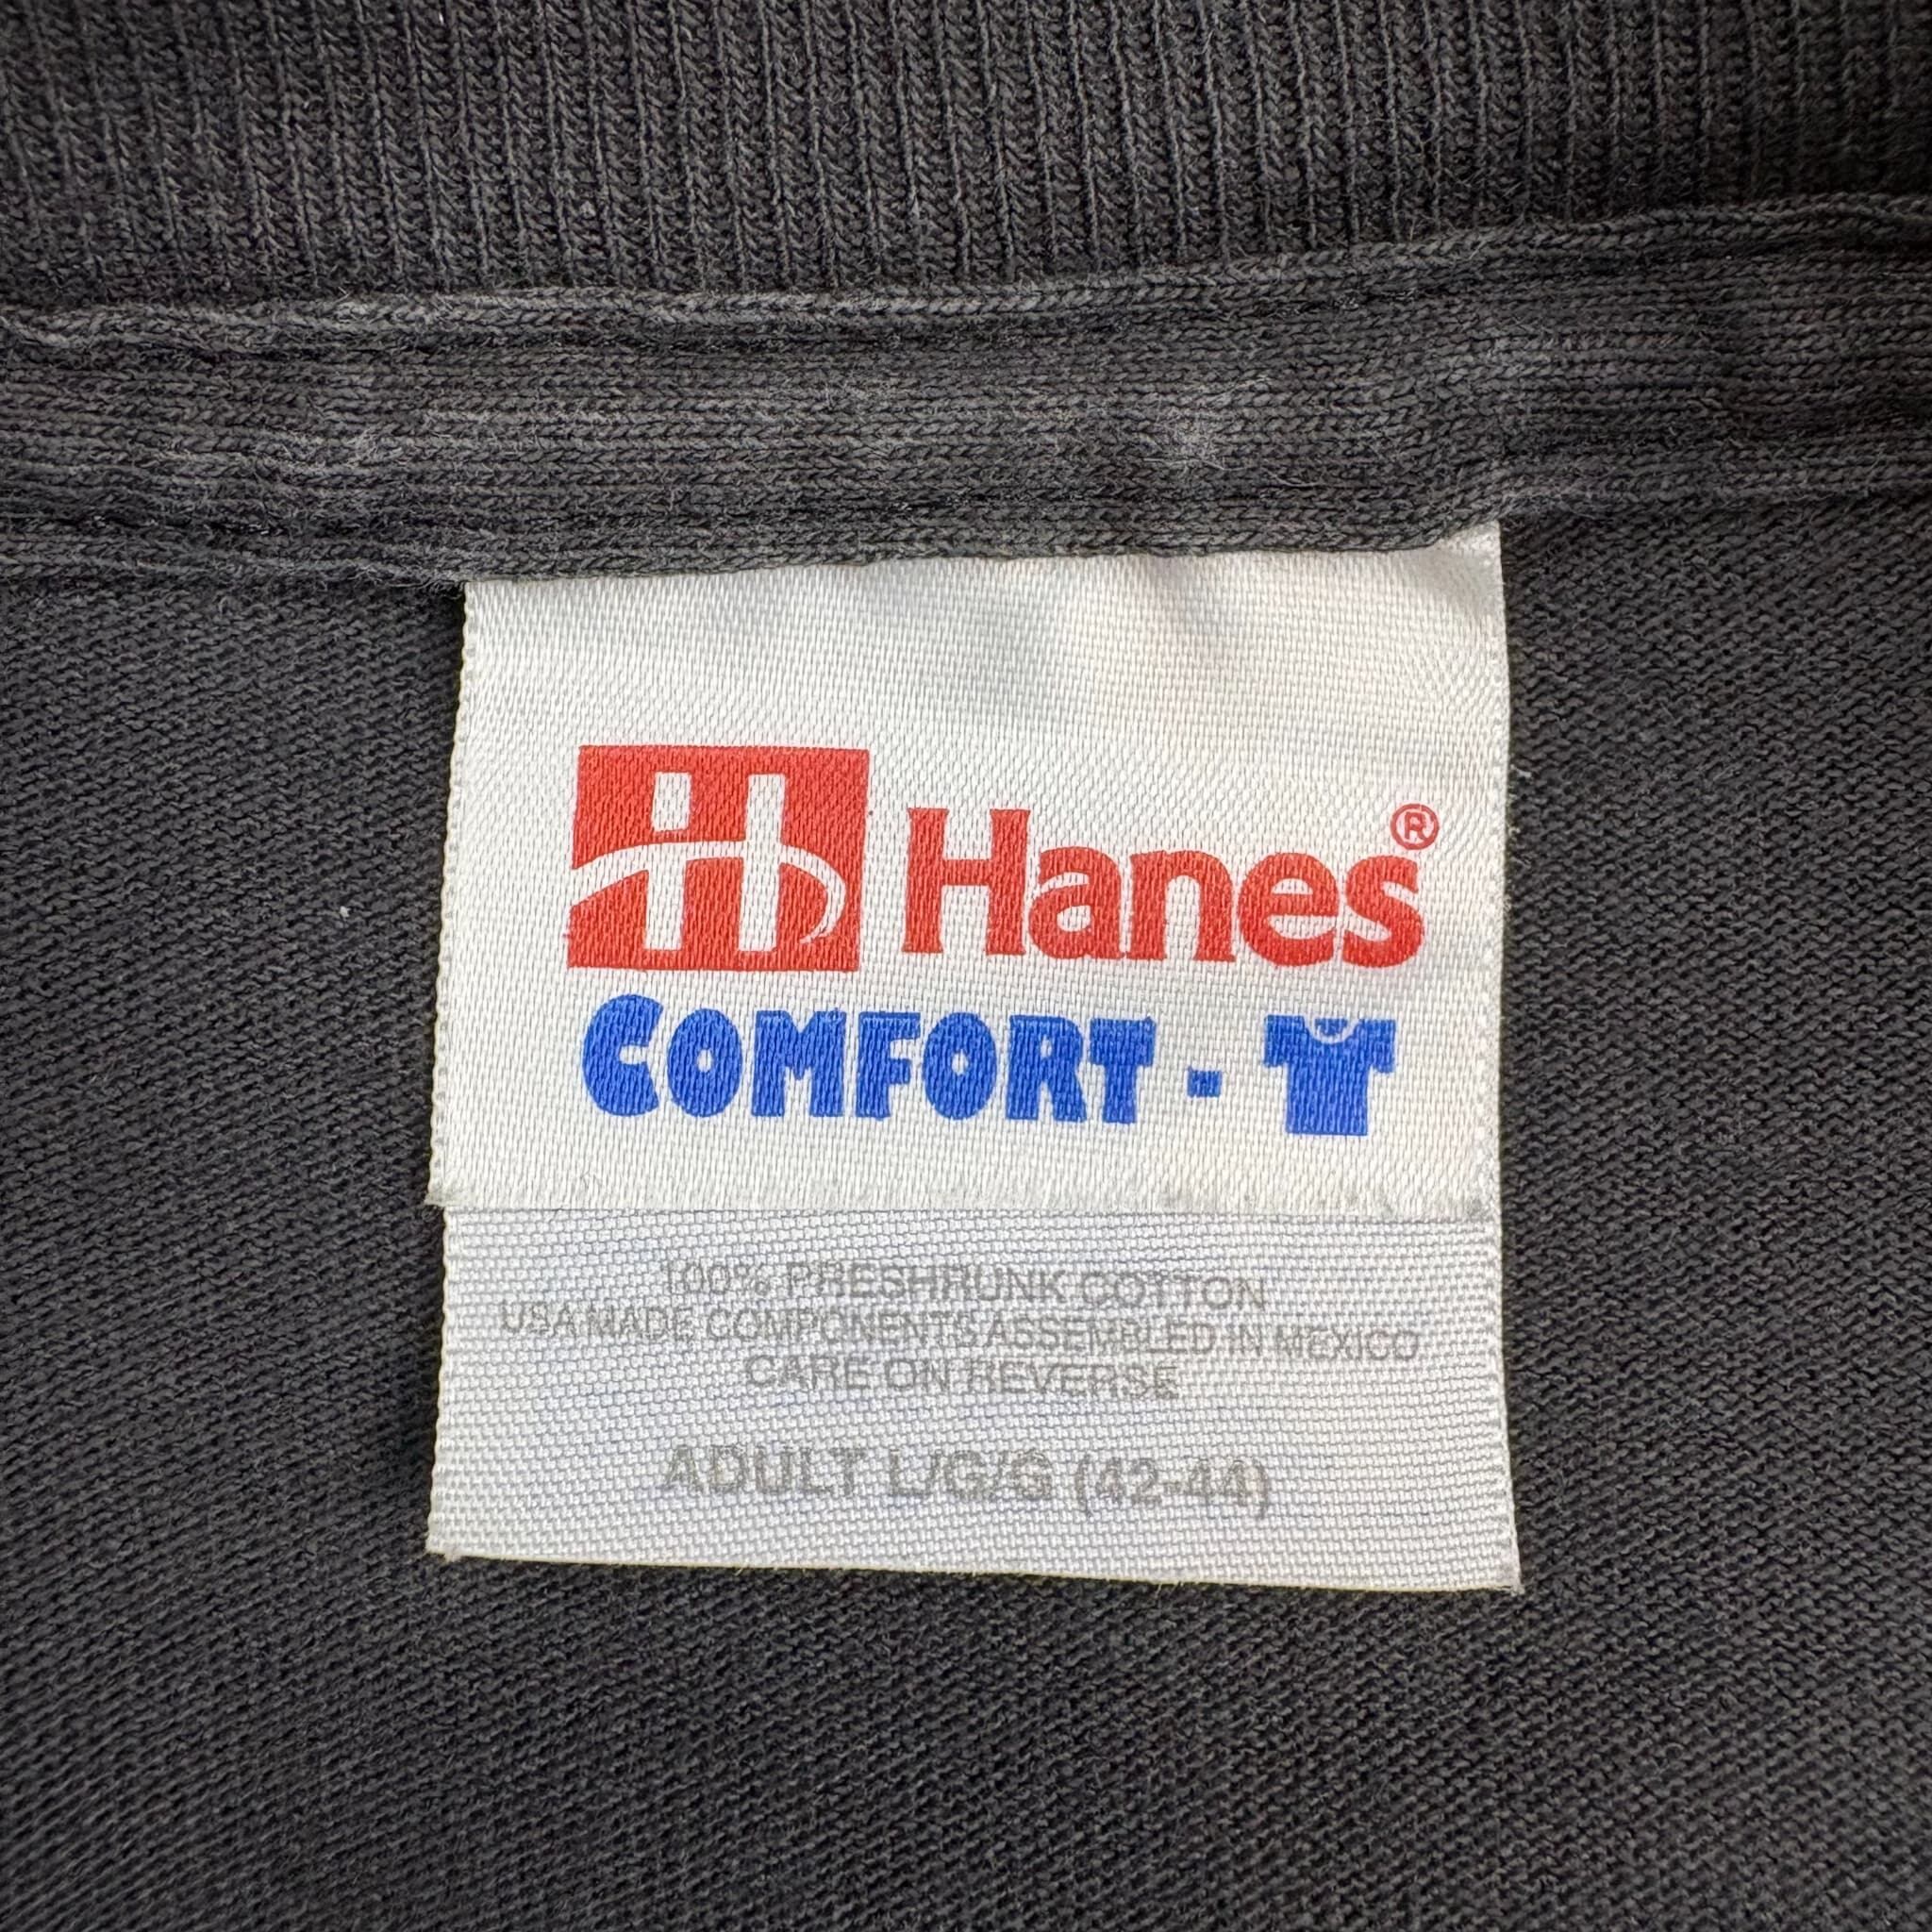 Hanes®
COMFORT-T
100% PRESHRUNK COTTON
USA MADE COMPONENTS ASSEMBLED IN MEXICO
CARE ON REVERSE
ADULT L/G/G (42-44)